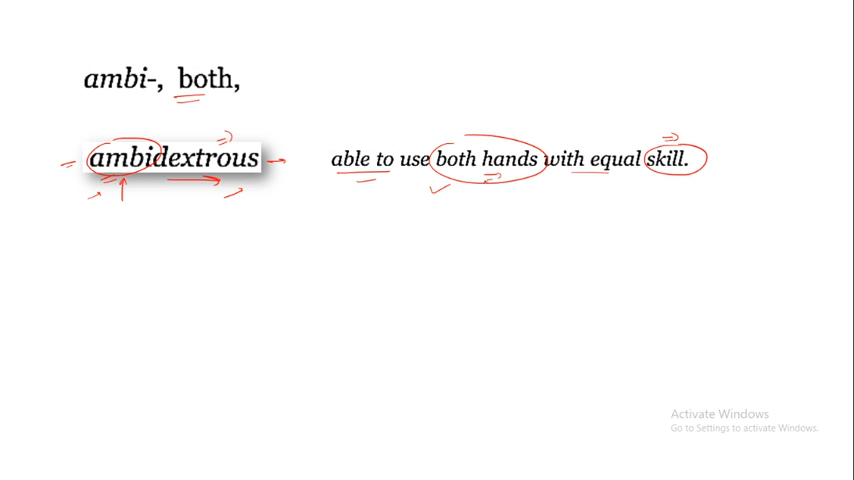 ambi-, both,
ambidextrous able to use both hands with equal skill.
Activate Windows
Go to Settings to activate Windows.